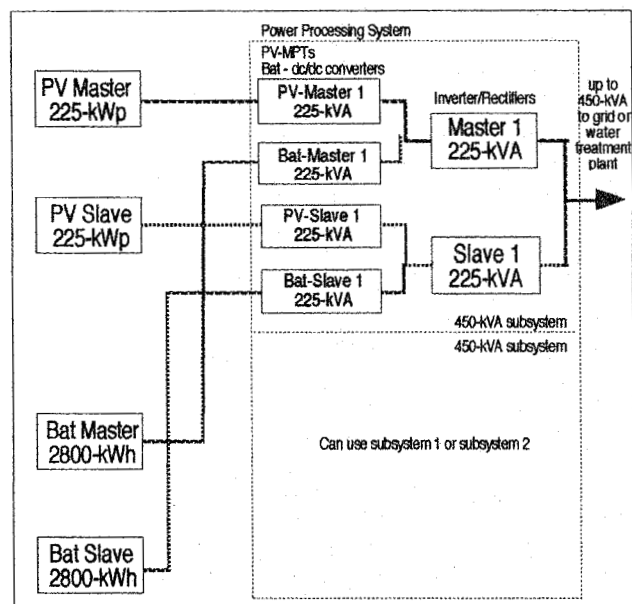 Power Processing System
PV-MPTs
Bat - dc/dc converters
PV Master
225-kWp
PV-Master 1
225-kVA
Inverter/Rectifiers
Master 1
225-kVA
up to
450-kVA
to grid or
water
treatment
plant
Bat-Master 1
225-kVA
PV Slave
225-kWp
PV-Slave 1
225-kVA
Slave 1
225-kVA
Bat-Slave 1
225-kVA
450-kVA subsystem
450-kVA subsystem
Bat Master
2800-kWh
Can use subsystem 1 or subsystem 2
Bat Slave
2800-kWh